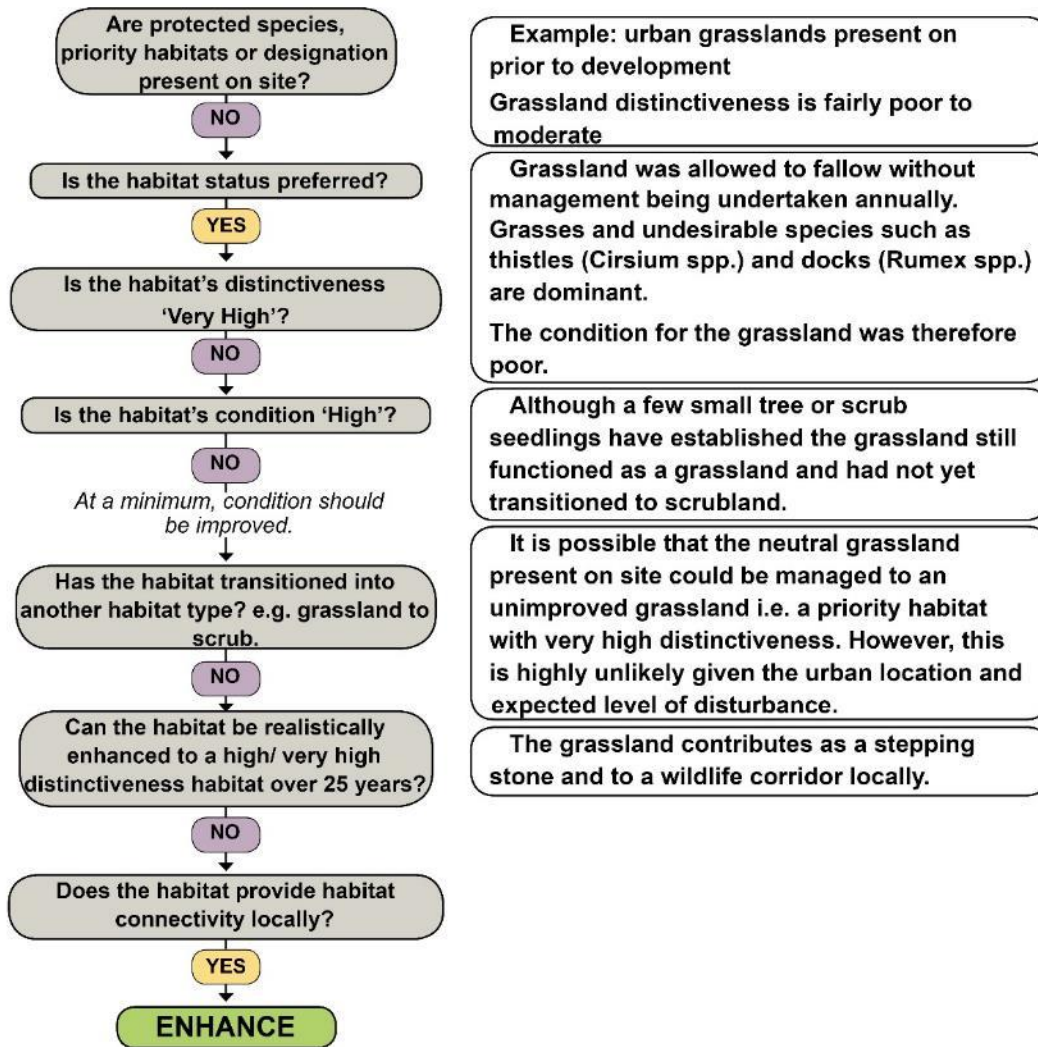 Are protected species,
priority habitats or designation
present on site?
NO
Is the habitat status preferred?
YES
Is the habitat's distinctiveness
‘Very High’?
NO
Is the habitat's condition ‘High’?
NO
At a minimum, condition should
be improved.
Has the habitat transitioned into
another habitat type? e.g. grassland to
scrub.
NO
Can the habitat be realistically
enhanced to a high/ very high
distinctiveness habitat over 25 years?
NO
Does the habitat provide habitat
connectivity locally?
YES
ENHANCE
Example: urban grasslands present on
prior to development
Grassland distinctiveness is fairly poor to
moderate
Grassland was allowed to fallow without
management being undertaken annually.
Grasses and undesirable species such as
thistles (Cirsium spp.) and docks (Rumex spp.)
are dominant.
The condition for the grassland was therefore
poor.
Although a few small tree or scrub
seedlings have established the grassland still
functioned as a grassland and had not yet
transitioned to scrubland.
It is possible that the neutral grassland
present on site could be managed to an
unimproved grassland i.e. a priority habitat
with very high distinctiveness. However, this
is highly unlikely given the urban location and
expected level of disturbance.
The grassland contributes as a stepping
stone and to a wildlife corridor locally.